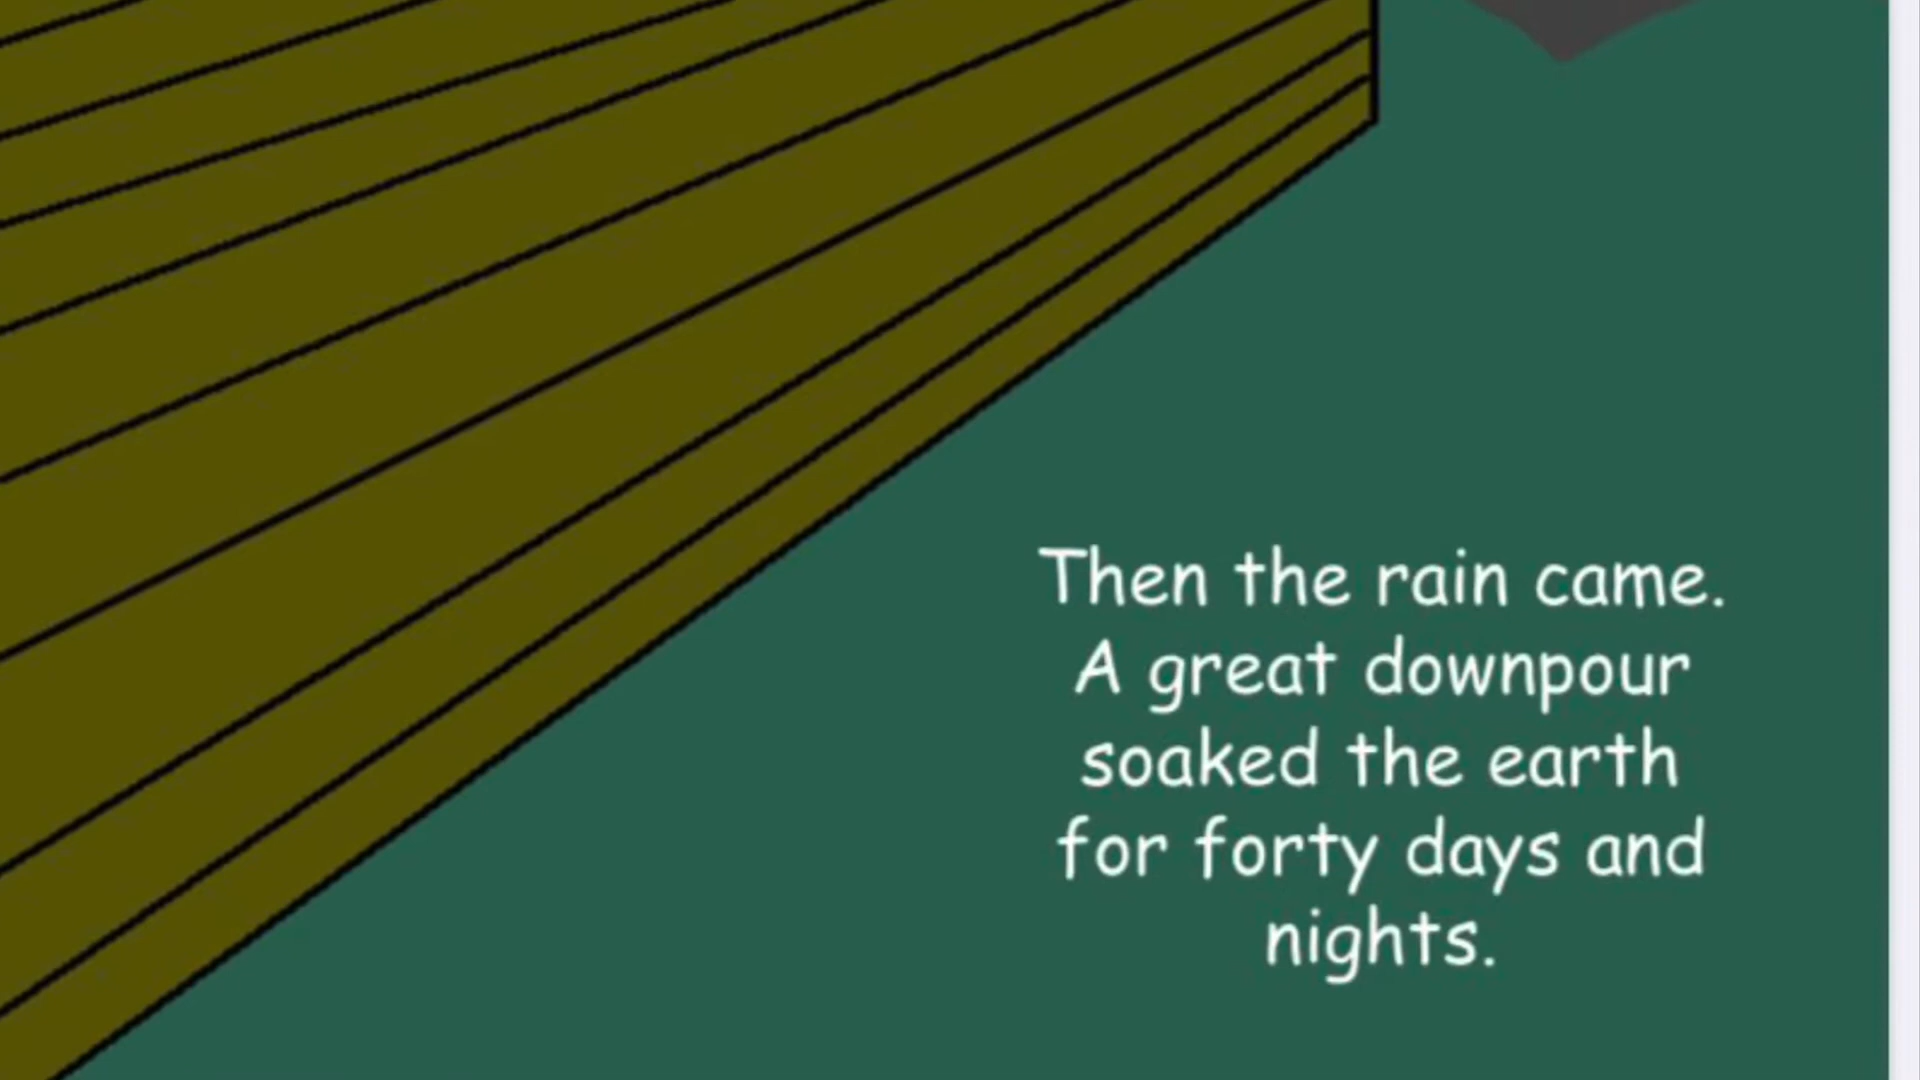 Then the rain came.
A great downpour
soaked the earth
for forty days and
nights.